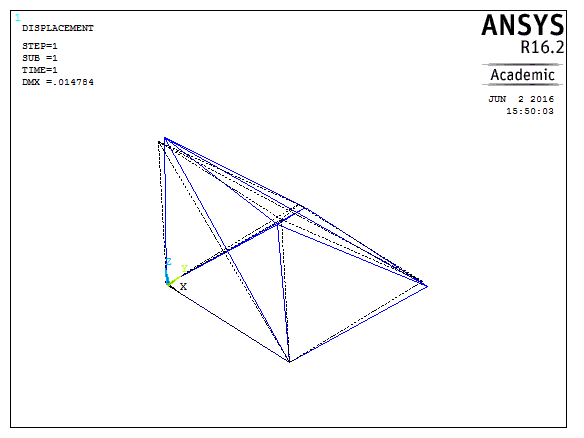 1
DISPLACEMENT
STEP=1
SUB =1
TIME=1
DMX =.014784
ANSYS
R16.2
Academic
JUN  2 2016
15:50:03
Z
Y
X